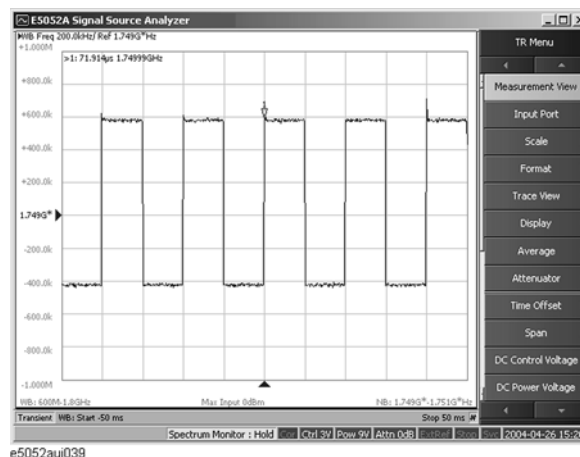 E5052A Signal Source Analyzer
WB Freq 200.0kHz/ Ref 1.749G*Hz
+1.000M
>1: 71.914µs 1.74999GHz
+800.0k
+600.0k
+400.0k
+200.0k
1.749G*
-200.0k
-400.0k
-600.0k
-800.0k
-1.000M
1
WB: 600M-1.8GHz
Max Input 0dBm
NB: 1.749G*-1.751G*Hz
Transient
WB: Start -50 ms
Stop 50 ms
Spectrum Monitor : Hold
Cor
Ctrl 3V
Pow 9V
Attn 0dB
ExtRef
Stop
Svc
2004-04-26 15:2
TR Menu
Measurement View
Input Port
Scale
Format
Trace View
Display
Average
Attenuator
Time Offset
Span
DC Control Voltage
DC Power Voltage
e5052auj039